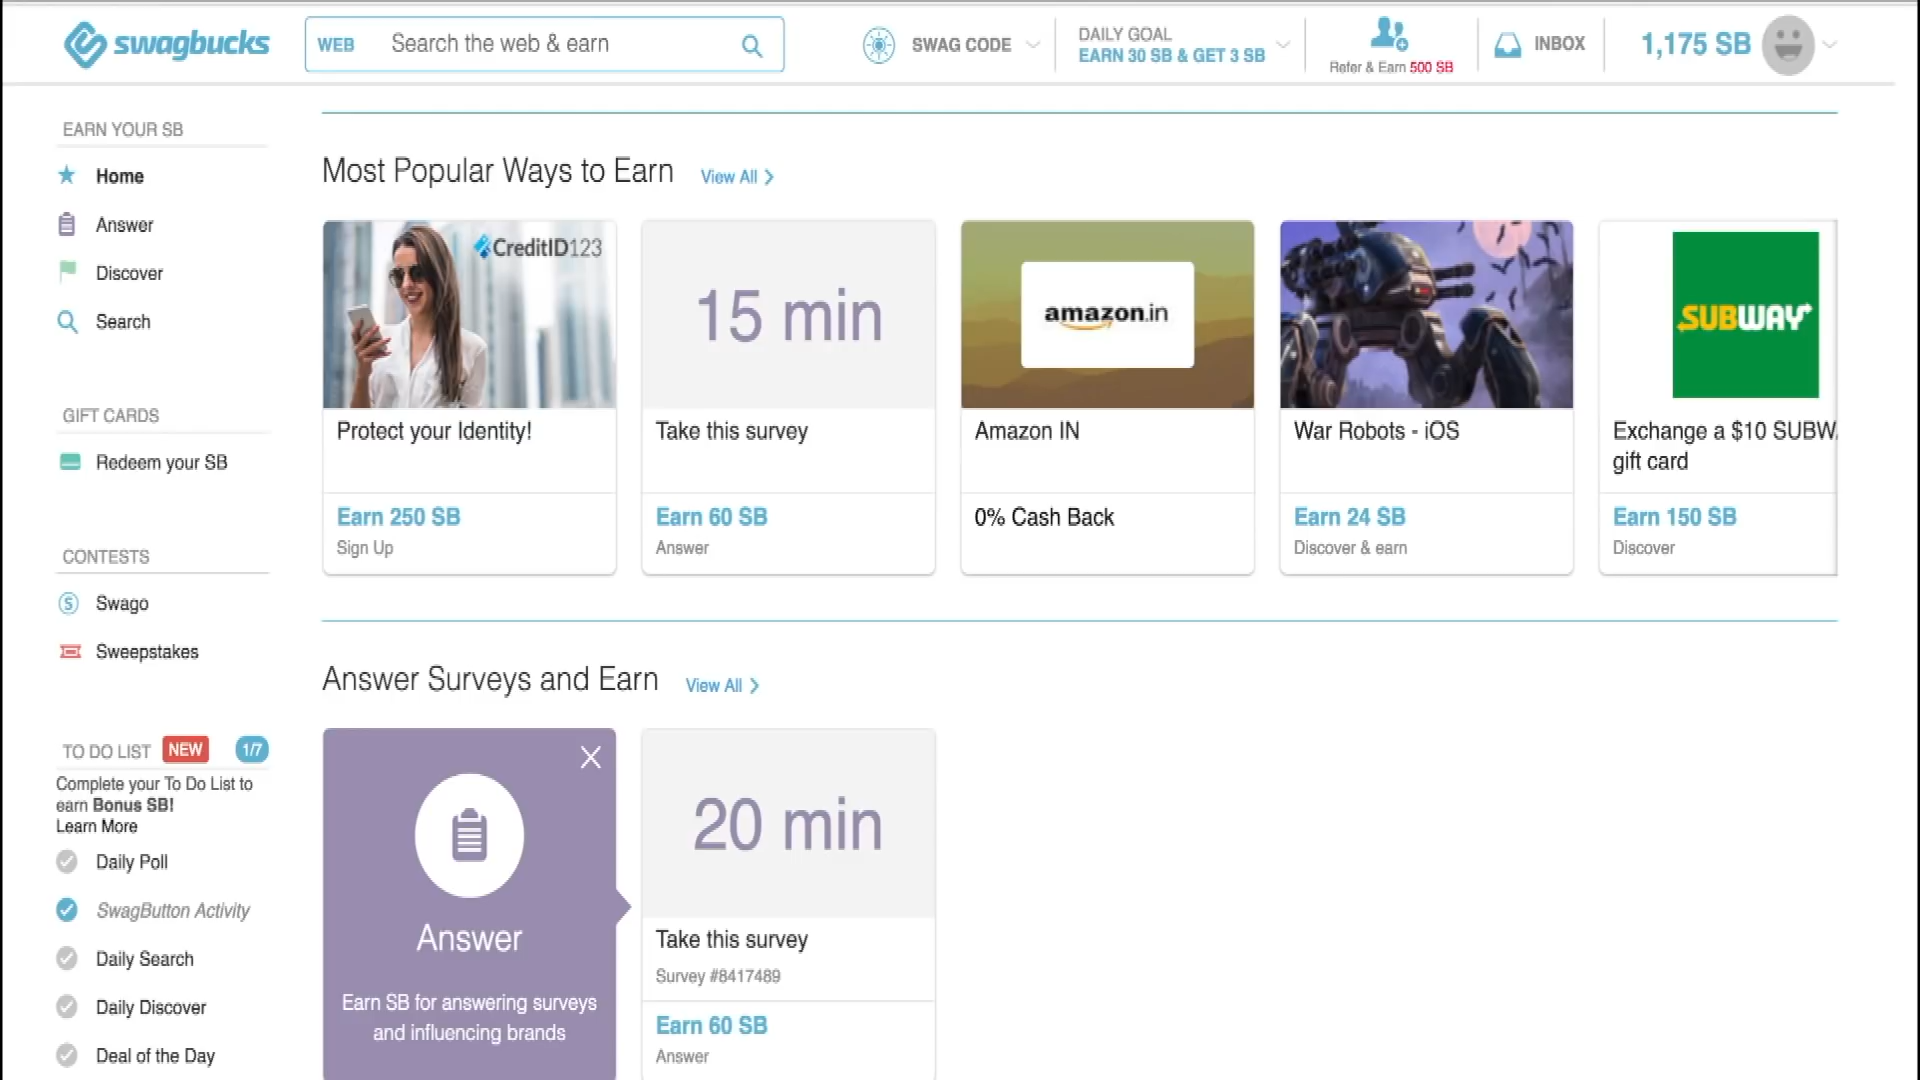 swagbucks
WEB Search the web & earn
SWAG CODE
DAILY GOAL
EARN 30 SB & GET 3 SB
Refer & Earn 500 SB
INBOX
1,175 SB
EARN YOUR SB
Home
Answer
Discover
Search
GIFT CARDS
Redeem your SB
CONTESTS
Swago
Sweepstakes
TO DO LIST NEW 1/7
Complete your To Do List to
earn Bonus SB!
Learn More
Daily Poll
SwagButton Activity
Daily Search
Daily Discover
Deal of the Day
Most Popular Ways to Earn View All
CreditID123
Protect your Identity!
Earn 250 SB
Sign Up
15 min
Take this survey
Earn 60 SB
Answer
amazon.in
Amazon IN
0% Cash Back
War Robots - iOS
Earn 24 SB
Discover & earn
SUBWAY
Exchange a $10 SUBW
gift card
Earn 150 SB
Discover
Answer Surveys and Earn View All
Answer
Earn SB for answering surveys
and influencing brands
20 min
Take this survey
Survey #8417489
Earn 60 SB
Answer